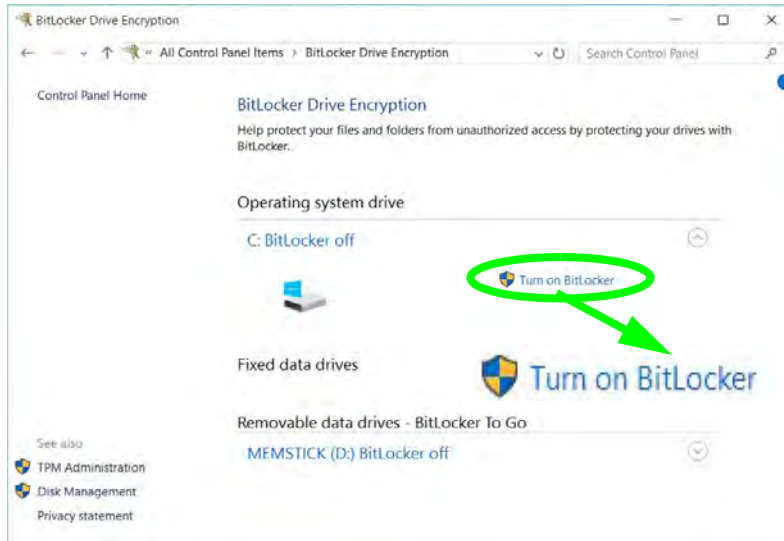 BitLocker Drive Encryption
« All Control Panel Items > BitLocker Drive Encryption
Search Control Panel
Control Panel Home
BitLocker Drive Encryption
Help protect your files and folders from unauthorized access by protecting your drives with
BitLocker.
Operating system drive
C: BitLocker off
Turn on BitLocker
Fixed data drives
Turn on BitLocker
Removable data drives - BitLocker To Go
MEMSTICK (D:) BitLocker off
See also
TPM Administration
Disk Management
Privacy statement